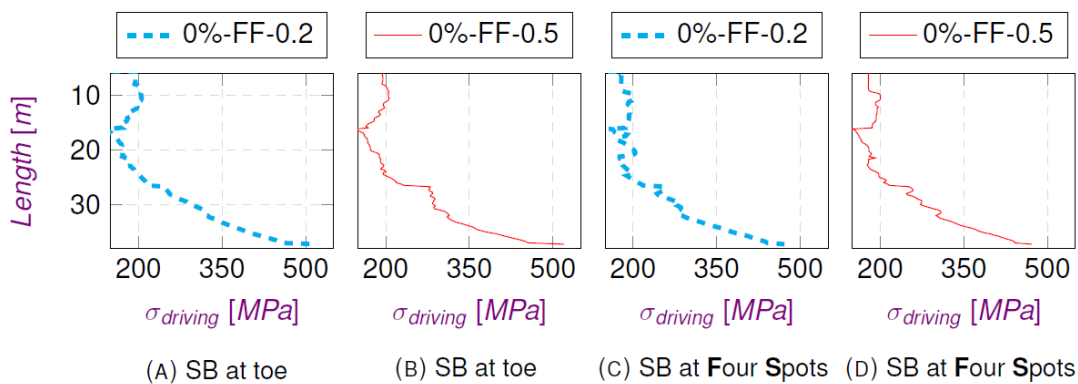 0%-FF-0.2
0%-FF-0.5
0%-FF-0.2
0%-FF-0.5
Length [m]
10
20
30
200 350 500
200 350 500
200 350 500
200 350 500
σdriving [MPa]
σdriving [MPa]
σdriving [MPa]
σdriving [MPa]
(A) SB at toe
(B) SB at toe
(C) SB at Four Spots
(D) SB at Four Spots